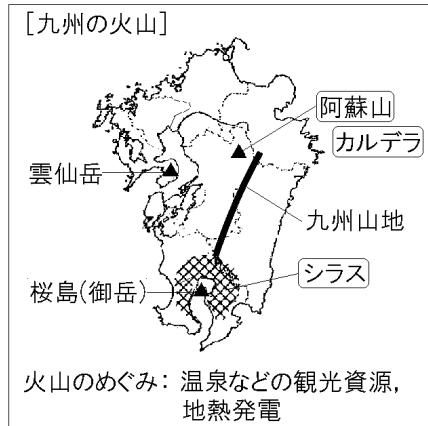 [九州の火山]
阿蘇山
カルデラ
雲仙岳
九州山地
シラス
桜島(御岳)
火山のめぐみ：温泉などの観光資源，
地熱発電